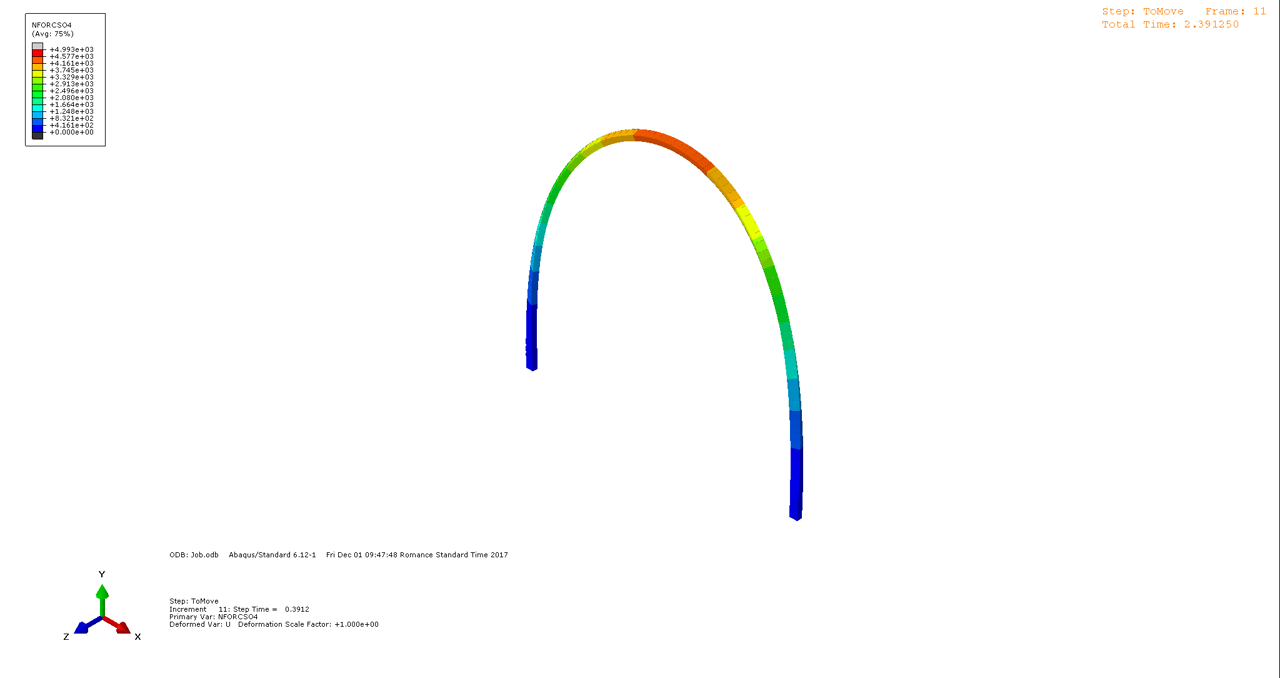 NFORCSO4
(Avg: 75%)
+4.993e+03
+4.577e+03
+4.161e+03
+3.745e+03
+3.329e+03
+2.913e+03
+2.496e+03
+2.080e+03
+1.664e+03
+1.248e+03
+8.321e+02
+4.161e+02
+0.000e+00
Step: ToMove Frame: 11
Total Time: 2.391250
ODB: Job.odb Abaqus/Standard 6.12-1 Fri Dec 01 09:47:48 Romance Standard Time 2017
Y
Z
X
Step: ToMove
Increment 11: Step Time = 0.3912
Primary Var: NFORCSO4
Deformed Var: U Deformation Scale Factor: +1.000e+00